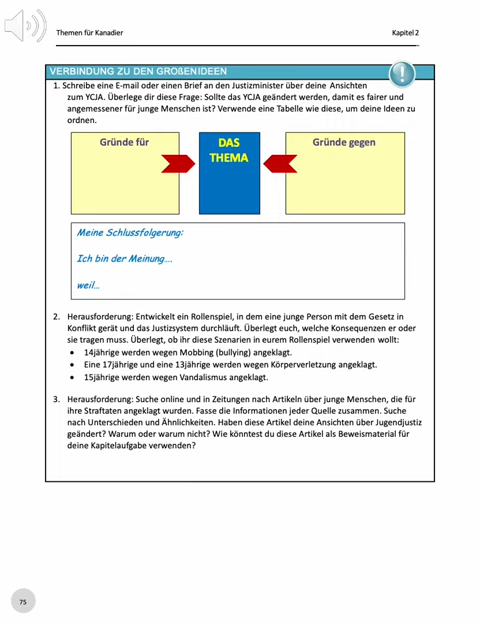 Themen für Kanadier
Kapitel 2
VERBINDUNG ZU DEN GROßENIDEEN
1. Schreibe eine E-mail oder einen Brief an den Justizminister über deine Ansichten
zum YCJA. Überlege dir diese Frage: Sollte das YCJA geändert werden, damit es fairer und
angemessener für junge Menschen ist? Verwende eine Tabelle wie diese, um deine Ideen zu
ordnen.
Gründe für
DAS
THEMA
Gründe gegen
Meine Schlussfolgerung:
Ich bin der Meinung....
weil...
2. Herausforderung: Entwickelt ein Rollenspiel, in dem eine junge Person mit dem Gesetz in
Konflikt gerät und das Justizsystem durchläuft. Überlegt euch, welche Konsequenzen er oder
sie tragen muss. Überlegt, ob ihr diese Szenarien in eurem Rollenspiel verwenden wollt:
• 14jährige werden wegen Mobbing (bullying) angeklagt.
• Eine 17jährige und eine 13jährige werden wegen Körperverletzung angeklagt.
• 15jährige werden wegen Vandalismus angeklagt.
3. Herausforderung: Suche online und in Zeitungen nach Artikeln über junge Menschen, die für
ihre Straftaten angeklagt wurden. Fasse die Informationen jeder Quelle zusammen. Suche
nach Unterschieden und Ähnlichkeiten. Haben diese Artikel deine Ansichten über Jugendjustiz
geändert? Warum oder warum nicht? Wie könntest du diese Artikel als Beweismaterial für
deine Kapitelaufgabe verwenden?
75